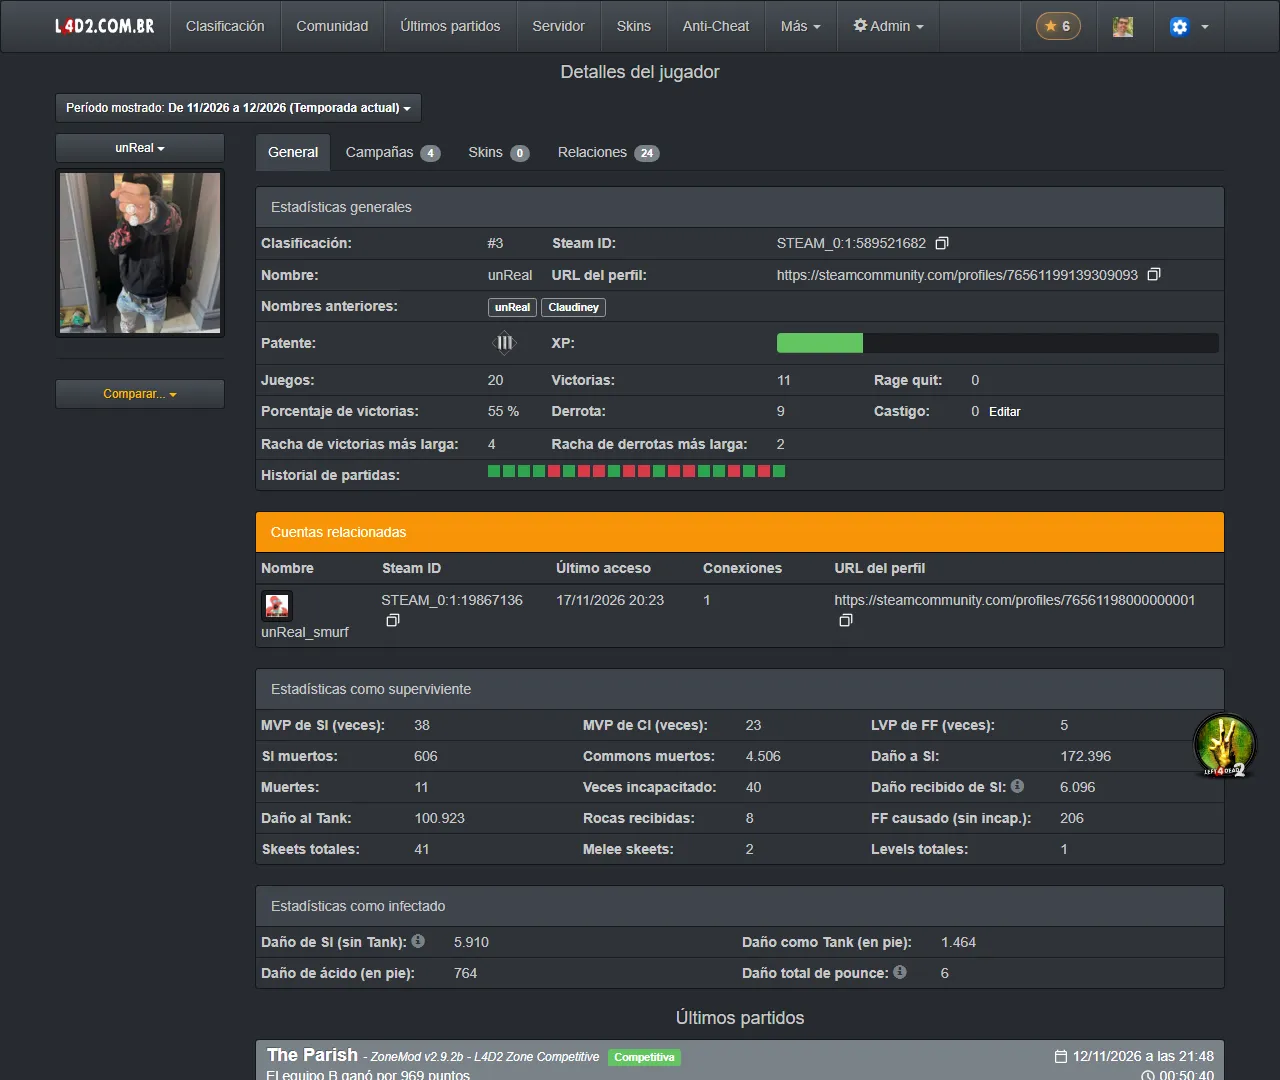 L4D2.COM.BR Clasificación Comunidad Últimos partidos Servidor Skins Anti-Cheat Más Admin 6
Detalles del jugador
Período mostrado: De 11/2026 a 12/2026 (Temporada actual)
unReal
Comparar...
General Campañas 4 Skins 0 Relaciones 24
Estadísticas generales
Clasificación: #3 Steam ID: STEAM_0:1:589521682
Nombre: unReal URL del perfil: https://steamcommunity.com/profiles/76561199139309093
Nombres anteriores: unReal Claudiney
Patente: XP:
Juegos: 20 Victorias: 11 Rage quit: 0
Porcentaje de victorias: 55 % Derrota: 9 Castigo: 0 Editar
Racha de victorias más larga: 4 Racha de derrotas más larga: 2
Historial de partidas:
Cuentas relacionadas
Nombre Steam ID Último acceso Conexiones URL del perfil
unReal_smurf STEAM_0:1:19867136 17/11/2026 20:23 1 https://steamcommunity.com/profiles/76561198000000001
Estadísticas como superviviente
MVP de SI (veces): 38 MVP de CI (veces): 23 LVP de FF (veces): 5
SI muertos: 606 Commons muertos: 4.506 Daño a SI: 172.396
Muertes: 11 Veces incapacitado: 40 Daño recibido de SI: 6.096
Daño al Tank: 100.923 Rocas recibidas: 8 FF causado (sin incap.): 206
Skeets totales: 41 Melee skeets: 2 Levels totales: 1
LEFT 4 DEAD 2
Estadísticas como infectado
Daño de SI (sin Tank): 5.910 Daño como Tank (en pie): 1.464
Daño de ácido (en pie): 764 Daño total de pounce: 6
Últimos partidos
The Parish - ZoneMod v2.9.2b - L4D2 Zone Competitive Competitiva 12/11/2026 a las 21:48
El equipo B ganó por 969 puntos 00:50:40